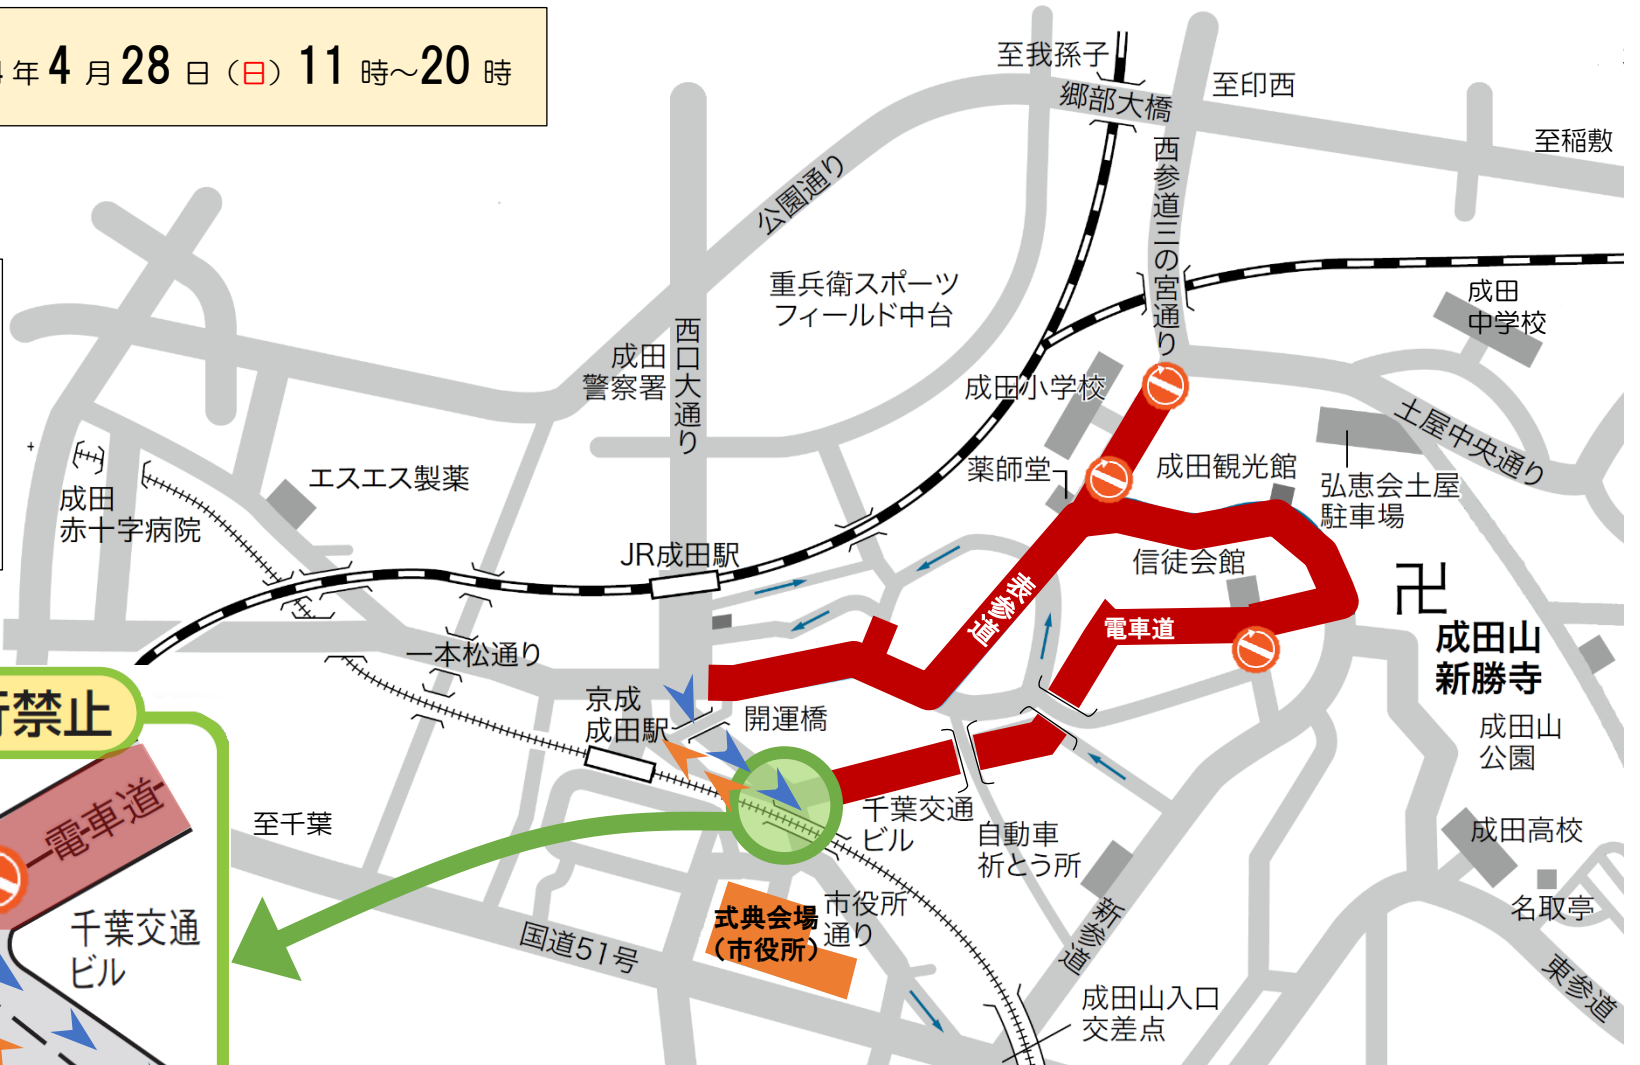 年4月28日（日）11時～20時
至我孫子
郷部大橋
至印西
至稲敷
西参道三の宮通り
公園通り
重兵衛スポーツ
フィールド中台
成田
中学校
西口大通り
成田
警察署
成田小学校
土屋中央通り
薬師堂
成田観光館
弘恵会土屋
駐車場
エスエス製薬
成田
赤十字病院
JR成田駅
信徒会館
表参道
電車道
卍
成田山
新勝寺
一本松通り
京成
成田駅
開運橋
成田山
公園
禁止
電車道
至千葉
千葉交通
ビル
自動車
祈とう所
成田高校
名取亭
千葉交通
ビル
式典会場
（市役所）
市役所
通り
国道51号
新参道
東参道
成田山入口
交差点